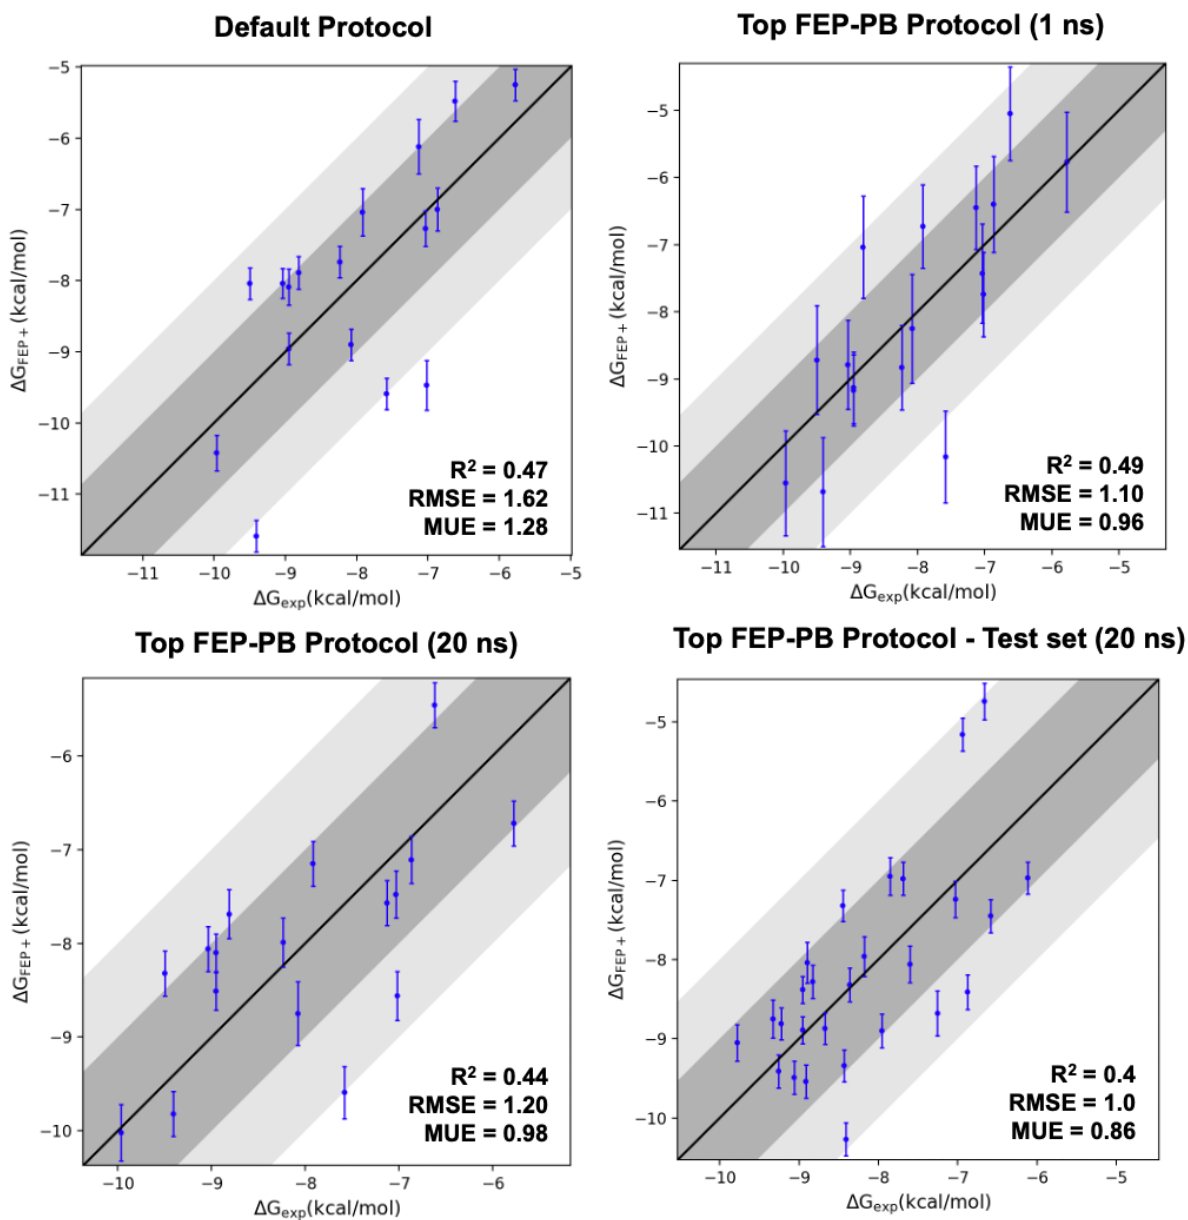 Default Protocol
−5
−6
−7
−8
−9
−10
−11
ΔG_FEP+ (kcal/mol)
R² = 0.47
RMSE = 1.62
MUE = 1.28
−11 −10 −9 −8 −7 −6 −5
ΔG_exp(kcal/mol)
Top FEP-PB Protocol (1 ns)
−5
−6
−7
−8
−9
−10
−11
ΔG_FEP+ (kcal/mol)
R² = 0.49
RMSE = 1.10
MUE = 0.96
−11 −10 −9 −8 −7 −6 −5
ΔG_exp(kcal/mol)
Top FEP-PB Protocol (20 ns)
−6
−7
−8
−9
−10
ΔG_FEP+ (kcal/mol)
R² = 0.44
RMSE = 1.20
MUE = 0.98
−10 −9 −8 −7 −6
ΔG_exp(kcal/mol)
Top FEP-PB Protocol - Test set (20 ns)
−5
−6
−7
−8
−9
−10
ΔG_FEP+ (kcal/mol)
R² = 0.4
RMSE = 1.0
MUE = 0.86
−10 −9 −8 −7 −6 −5
ΔG_exp(kcal/mol)